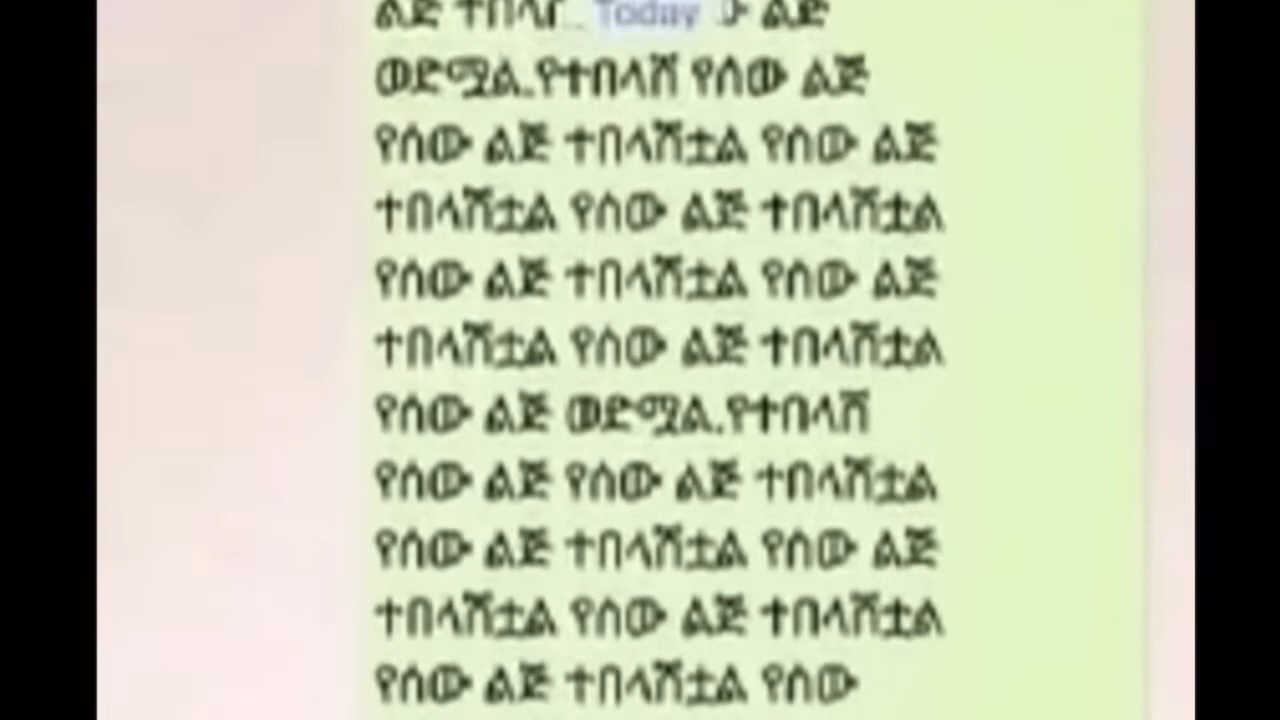 ልጅ Today ልጅ
ወድሟል.የተበላሸ የሰው ልጅ
የሰው ልጅ ተበላሽቷል የሰው ልጅ
ተበላሽቷል የሰው ልጅ ተበላሽቷል
የሰው ልጅ ተበላሽቷል የሰው ልጅ
ተበላሽቷል የሰው ልጅ ተበላሽቷል
የሰው ልጅ ወድሟል.የተበላሸ
የሰው ልጅ የሰው ልጅ ተበላሽቷል
የሰው ልጅ ተበላሽቷል የሰው ልጅ
ተበላሽቷል የሰው ልጅ ተበላሽቷል
የሰው ልጅ ተበላሽቷል የሰው